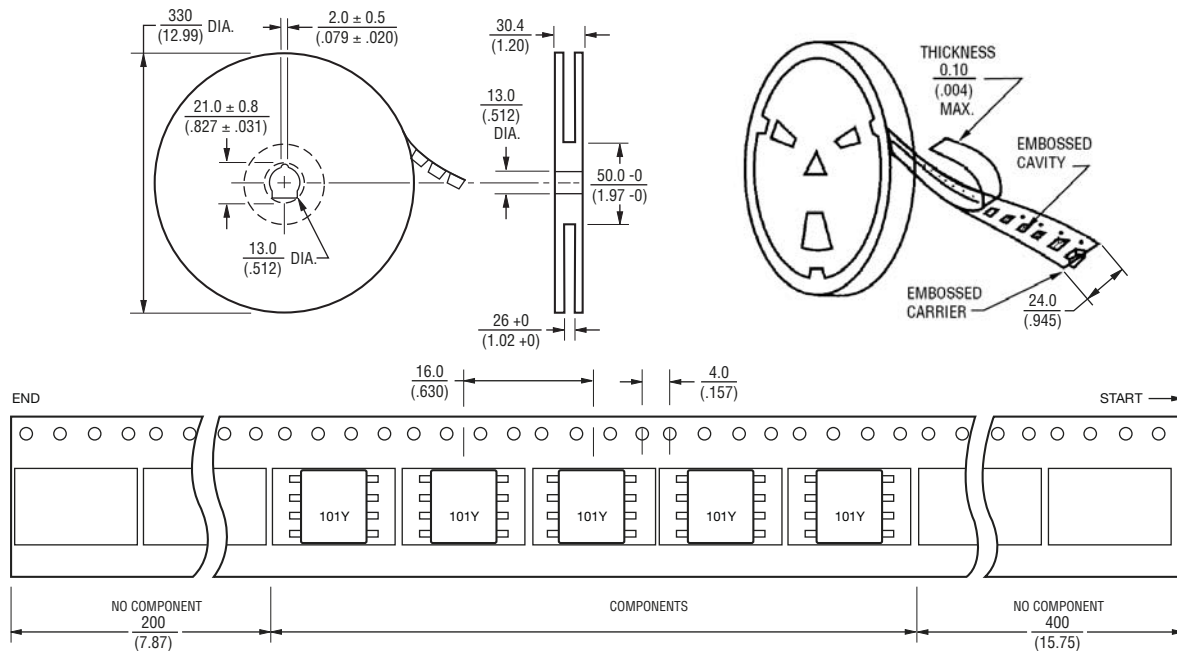 330
(12.99)
DIA.
2.0 ± 0.5
(.079 ± .020)
30.4
(1.20)
THICKNESS
0.10
(.004)
MAX.
21.0 ± 0.8
(.827 ± .031)
13.0
(.512)
DIA.
EMBOSSED
CAVITY
50.0 -0
(1.97 -0)
13.0
(.512)
DIA.
EMBOSSED
CARRIER
24.0
(.945)
26 +0
(1.02 +0)
16.0
(.630)
4.0
(.157)
END
START
101Y
101Y
101Y
101Y
101Y
NO COMPONENT
200
(7.87)
COMPONENTS
NO COMPONENT
400
(15.75)